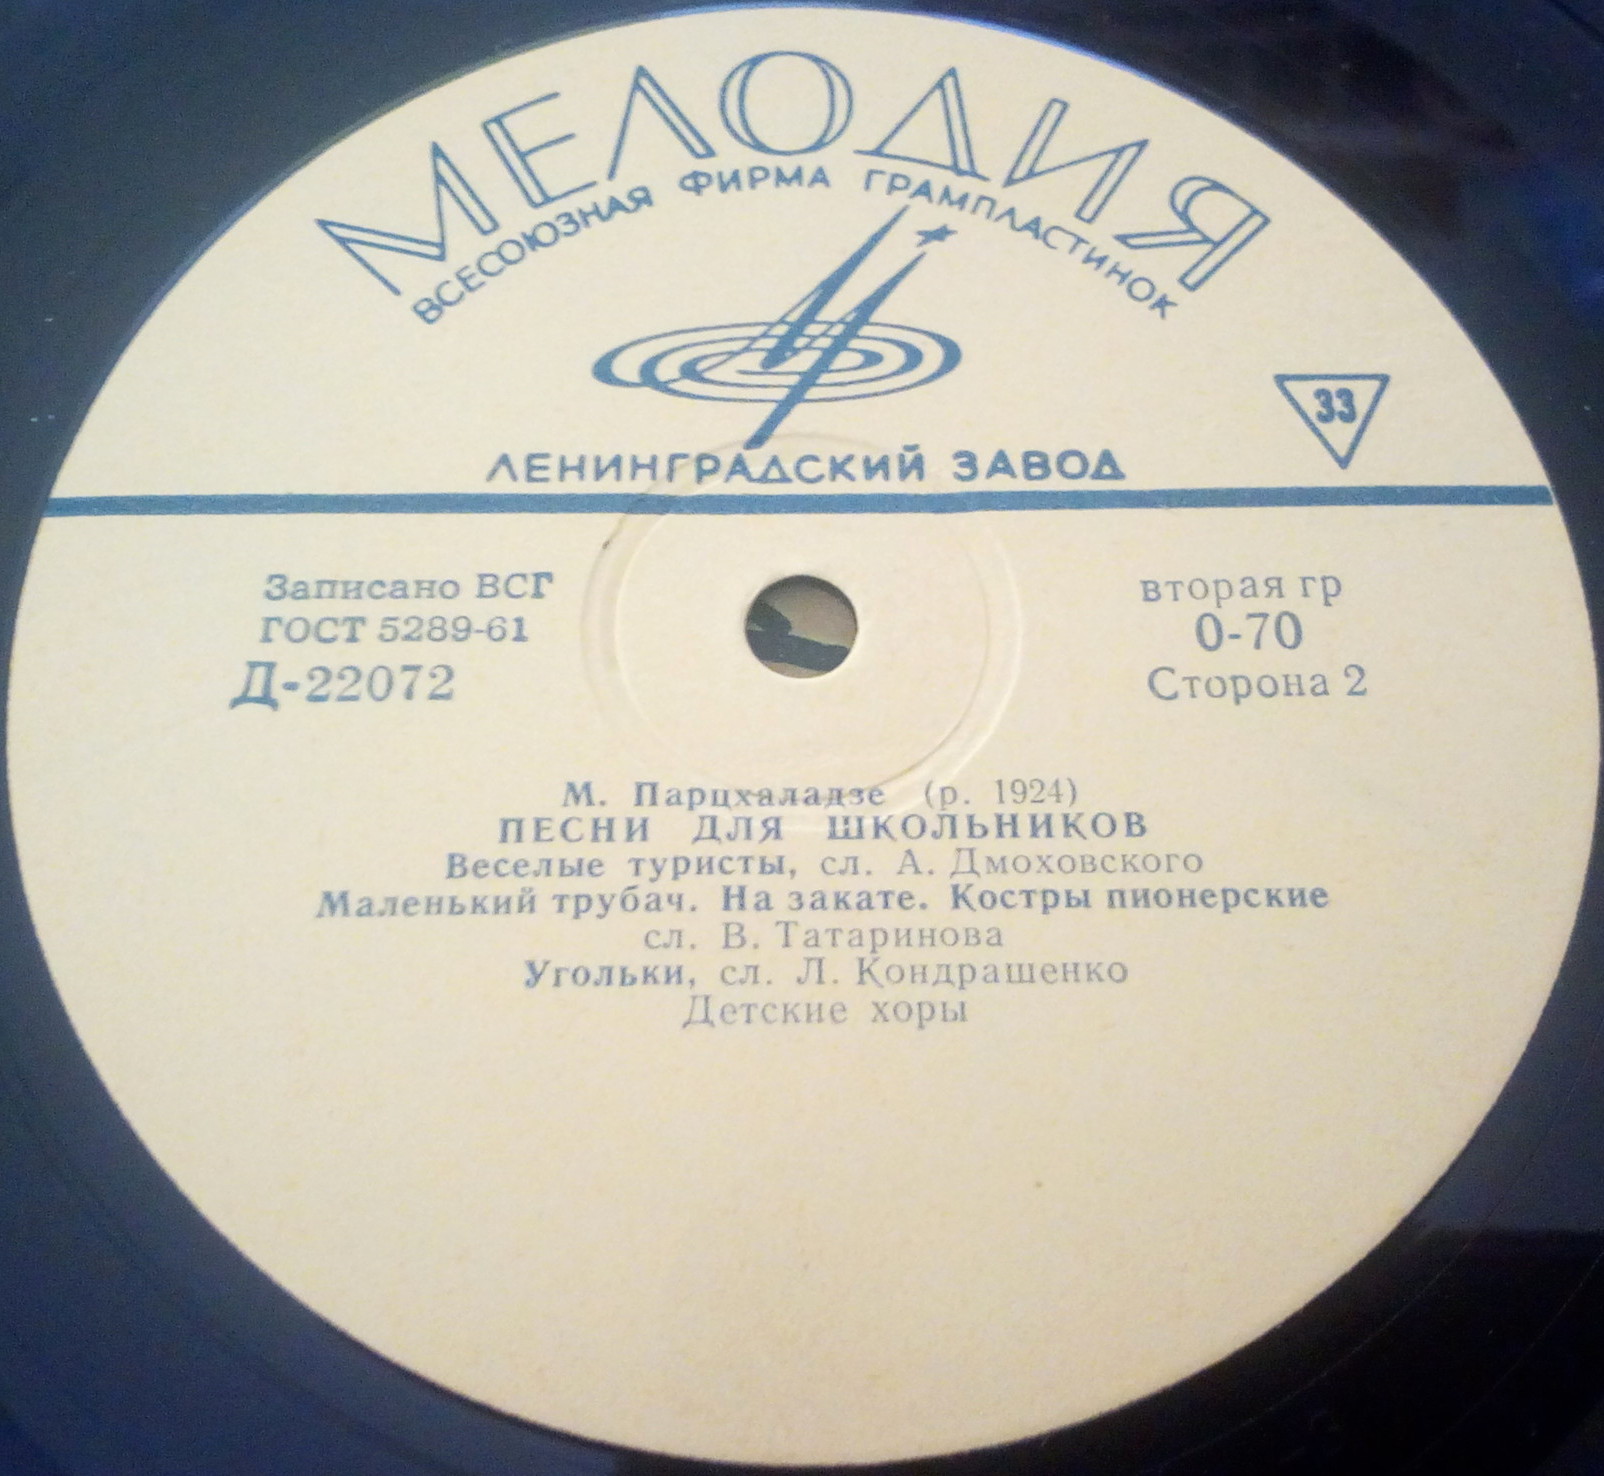 МЕЛОДИЯ
ВСЕСОЮЗНАЯ ФИРМА ГРАМПЛАСТИНОК
33
ЛЕНИНГРАДСКИЙ ЗАВОД
Записано ВСГ
ГОСТ 5289-61
Д-22072
вторая гр
0-70
Сторона 2
М. Парцхаладзе (р. 1924)
ПЕСНИ ДЛЯ ШКОЛЬНИКОВ
Веселые туристы, сл. А. Дмоховского
Маленький трубач. На закате. Костры пионерские
сл. В. Татаринова
Угольки, сл. Л. Кондрашенко
Детские хоры